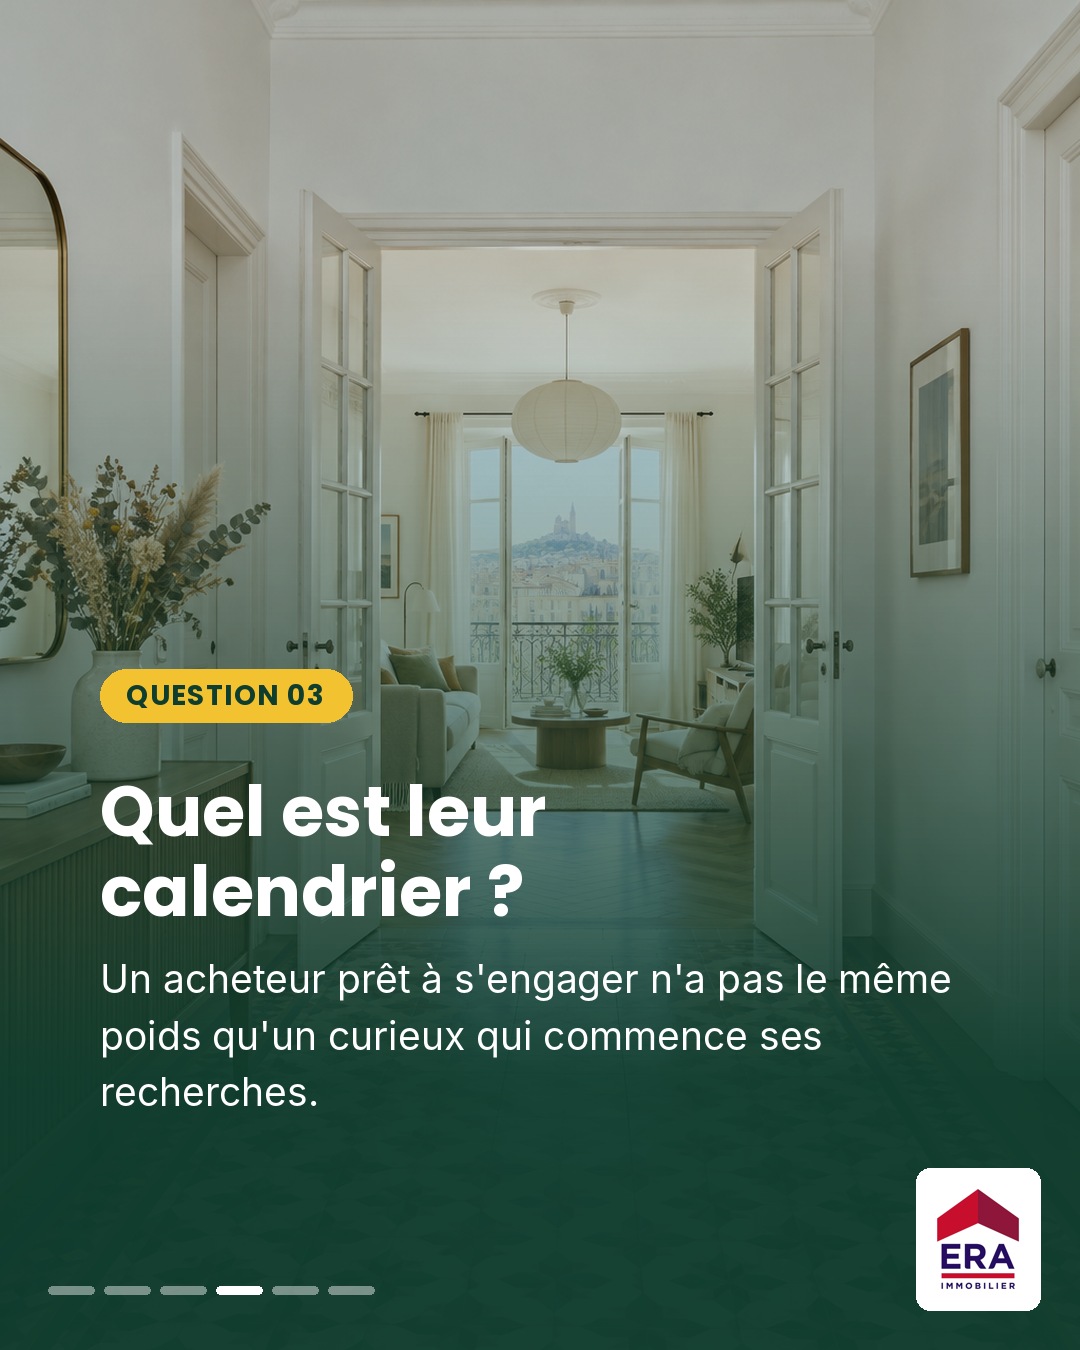 QUESTION 03
Quel est leur
calendrier ?
Un acheteur prêt à s'engager n'a pas le même
poids qu'un curieux qui commence ses
recherches.
ERA
IMMOBILIER